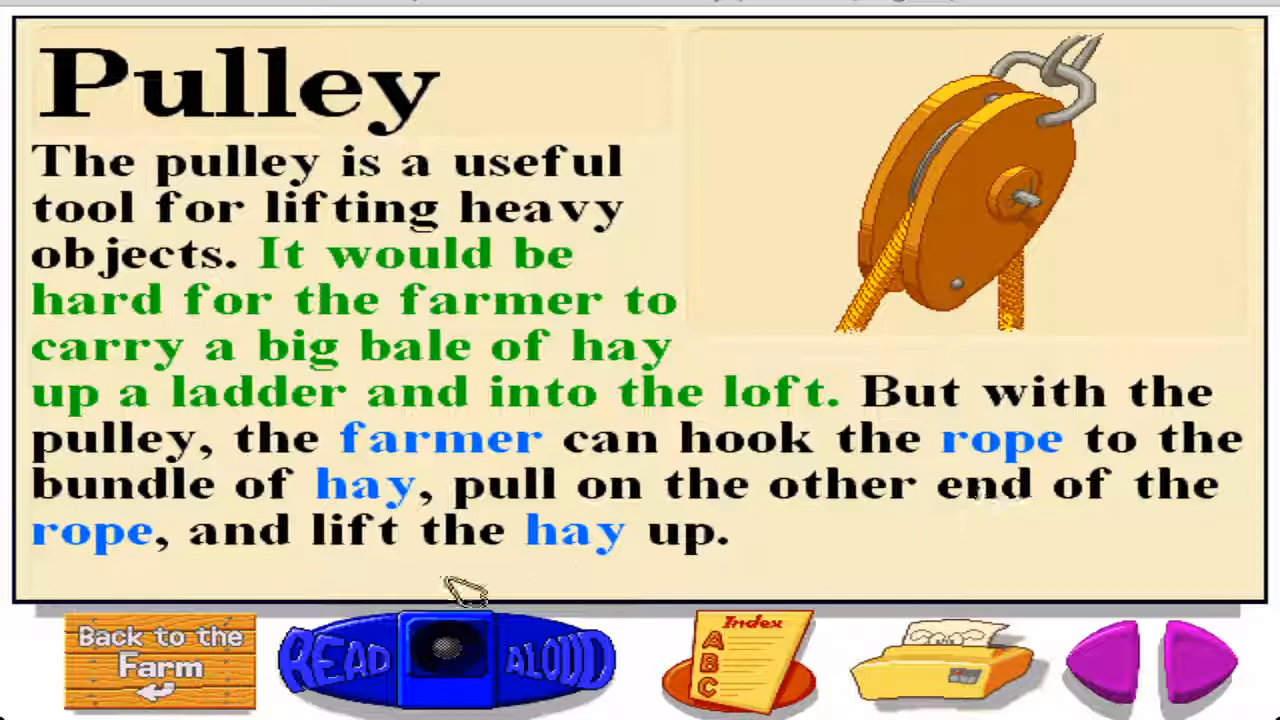 Pulley
The pulley is a useful
tool for lifting heavy
objects. It would be
hard for the farmer to
carry a big bale of hay
up a ladder and into the loft. But with the
pulley, the farmer can hook the rope to the
bundle of hay, pull on the other end of the
rope, and lift the hay up.
Back to the
Farm
READ ALOUD
Index
A
B
C